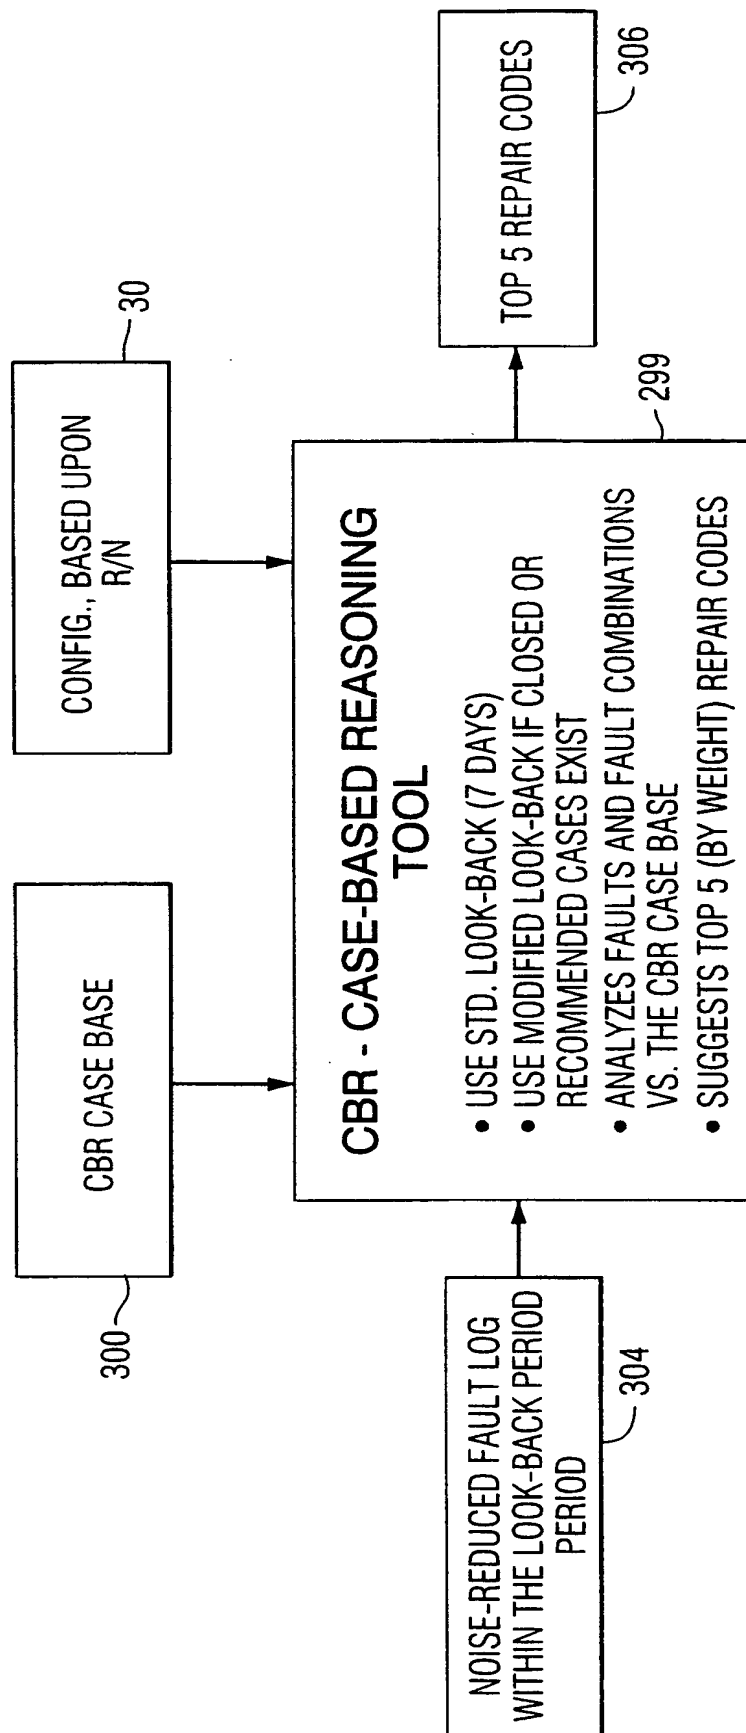 CBR CASE BASE
300
CONFIG., BASED UPON
R/N
30
NOISE-REDUCED FAULT LOG
WITHIN THE LOOK-BACK PERIOD
PERIOD
304
CBR - CASE-BASED REASONING
TOOL
• USE STD. LOOK-BACK (7 DAYS)
• USE MODIFIED LOOK-BACK IF CLOSED OR
RECOMMENDED CASES EXIST
• ANALYZES FAULTS AND FAULT COMBINATIONS
VS. THE CBR CASE BASE
• SUGGESTS TOP 5 (BY WEIGHT) REPAIR CODES
299
TOP 5 REPAIR CODES
306